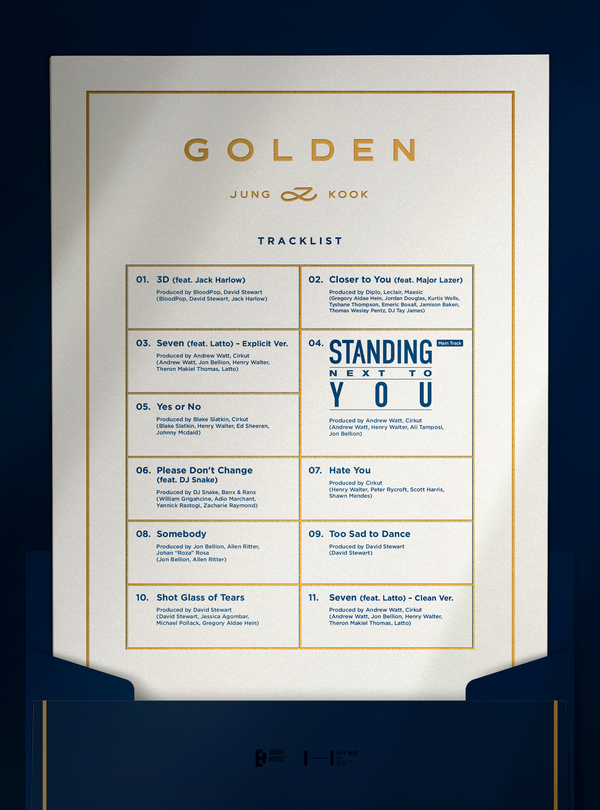 GOLDEN
JUNG KOOK
TRACKLIST
01. 3D (feat. Jack Harlow)
Produced by BloodPop, David Stewart
(BloodPop, David Stewart, Jack Harlow)
02. Closer to You (feat. Major Lazer)
Produced by Diplo, Leclair, Maesic
(Gregory Aldae Hein, Jordan Douglas, Kurtis Wells,
Tyshane Thompson, Emeric Boxall, Jamison Baken,
Thomas Wesley Pentz, DJ Tay James)
03. Seven (feat. Latto) – Explicit Ver.
Produced by Andrew Watt, Cirkut
(Andrew Watt, Jon Bellion, Henry Walter,
Theron Makiel Thomas, Latto)
04. STANDING Main Track
NEXT TO
YOU
Produced by Andrew Watt, Cirkut
(Andrew Watt, Henry Walter, Ali Tamposi,
Jon Bellion)
05. Yes or No
Produced by Blake Slatkin, Cirkut
(Blake Slatkin, Henry Walter, Ed Sheeran,
Johnny Mcdaid)
06. Please Don't Change
(feat. DJ Snake)
Produced by DJ Snake, Banx & Ranx
(William Grigahcine, Adio Marchant,
Yannick Rastogi, Zacharie Raymond)
07. Hate You
Produced by Cirkut
(Henry Walter, Peter Rycroft, Scott Harris,
Shawn Mendes)
08. Somebody
Produced by Jon Bellion, Allen Ritter,
Johan "Roza" Rosa
(Jon Bellion, Allen Ritter)
09. Too Sad to Dance
Produced by David Stewart
(David Stewart)
10. Shot Glass of Tears
Produced by David Stewart
(David Stewart, Jessica Agombar,
Michael Pollack, Gregory Aldae Hein)
11. Seven (feat. Latto) – Clean Ver.
Produced by Andrew Watt, Cirkut
(Andrew Watt, Jon Bellion, Henry Walter,
Theron Makiel Thomas, Latto)
BIGHIT
MUSIC
HYBE